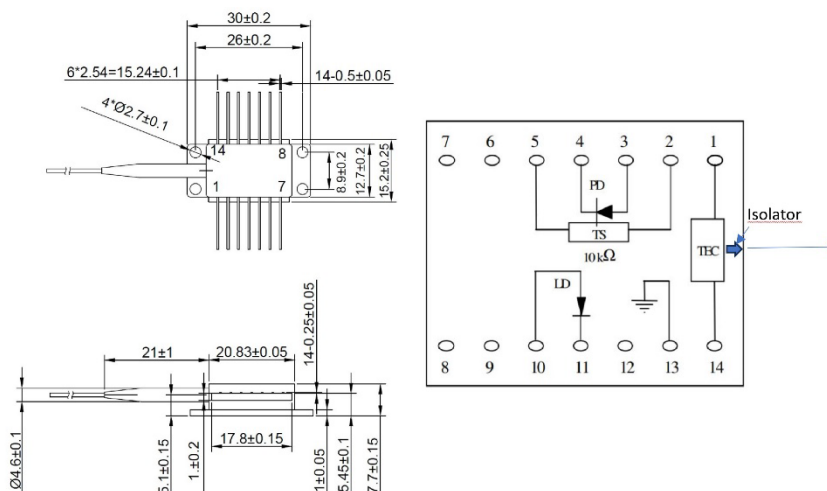 30±0.2
26±0.2
6*2.54=15.24±0.1
14-0.5±0.05
4*Ø2.7±0.1
14
8
1
7
8.9±0.2
12.7±0.2
15.2±0.25
21±1
20.83±0.05
14-0.25±0.05
17.8±0.15
Ø4.6±0.1
5.1±0.15
1.±0.2
1±0.05
5.45±0.1
7.7±0.15
7 6 5 4 3 2 1
PD
TS
10kΩ
TEC
Isolator
LD
8 9 10 11 12 13 14